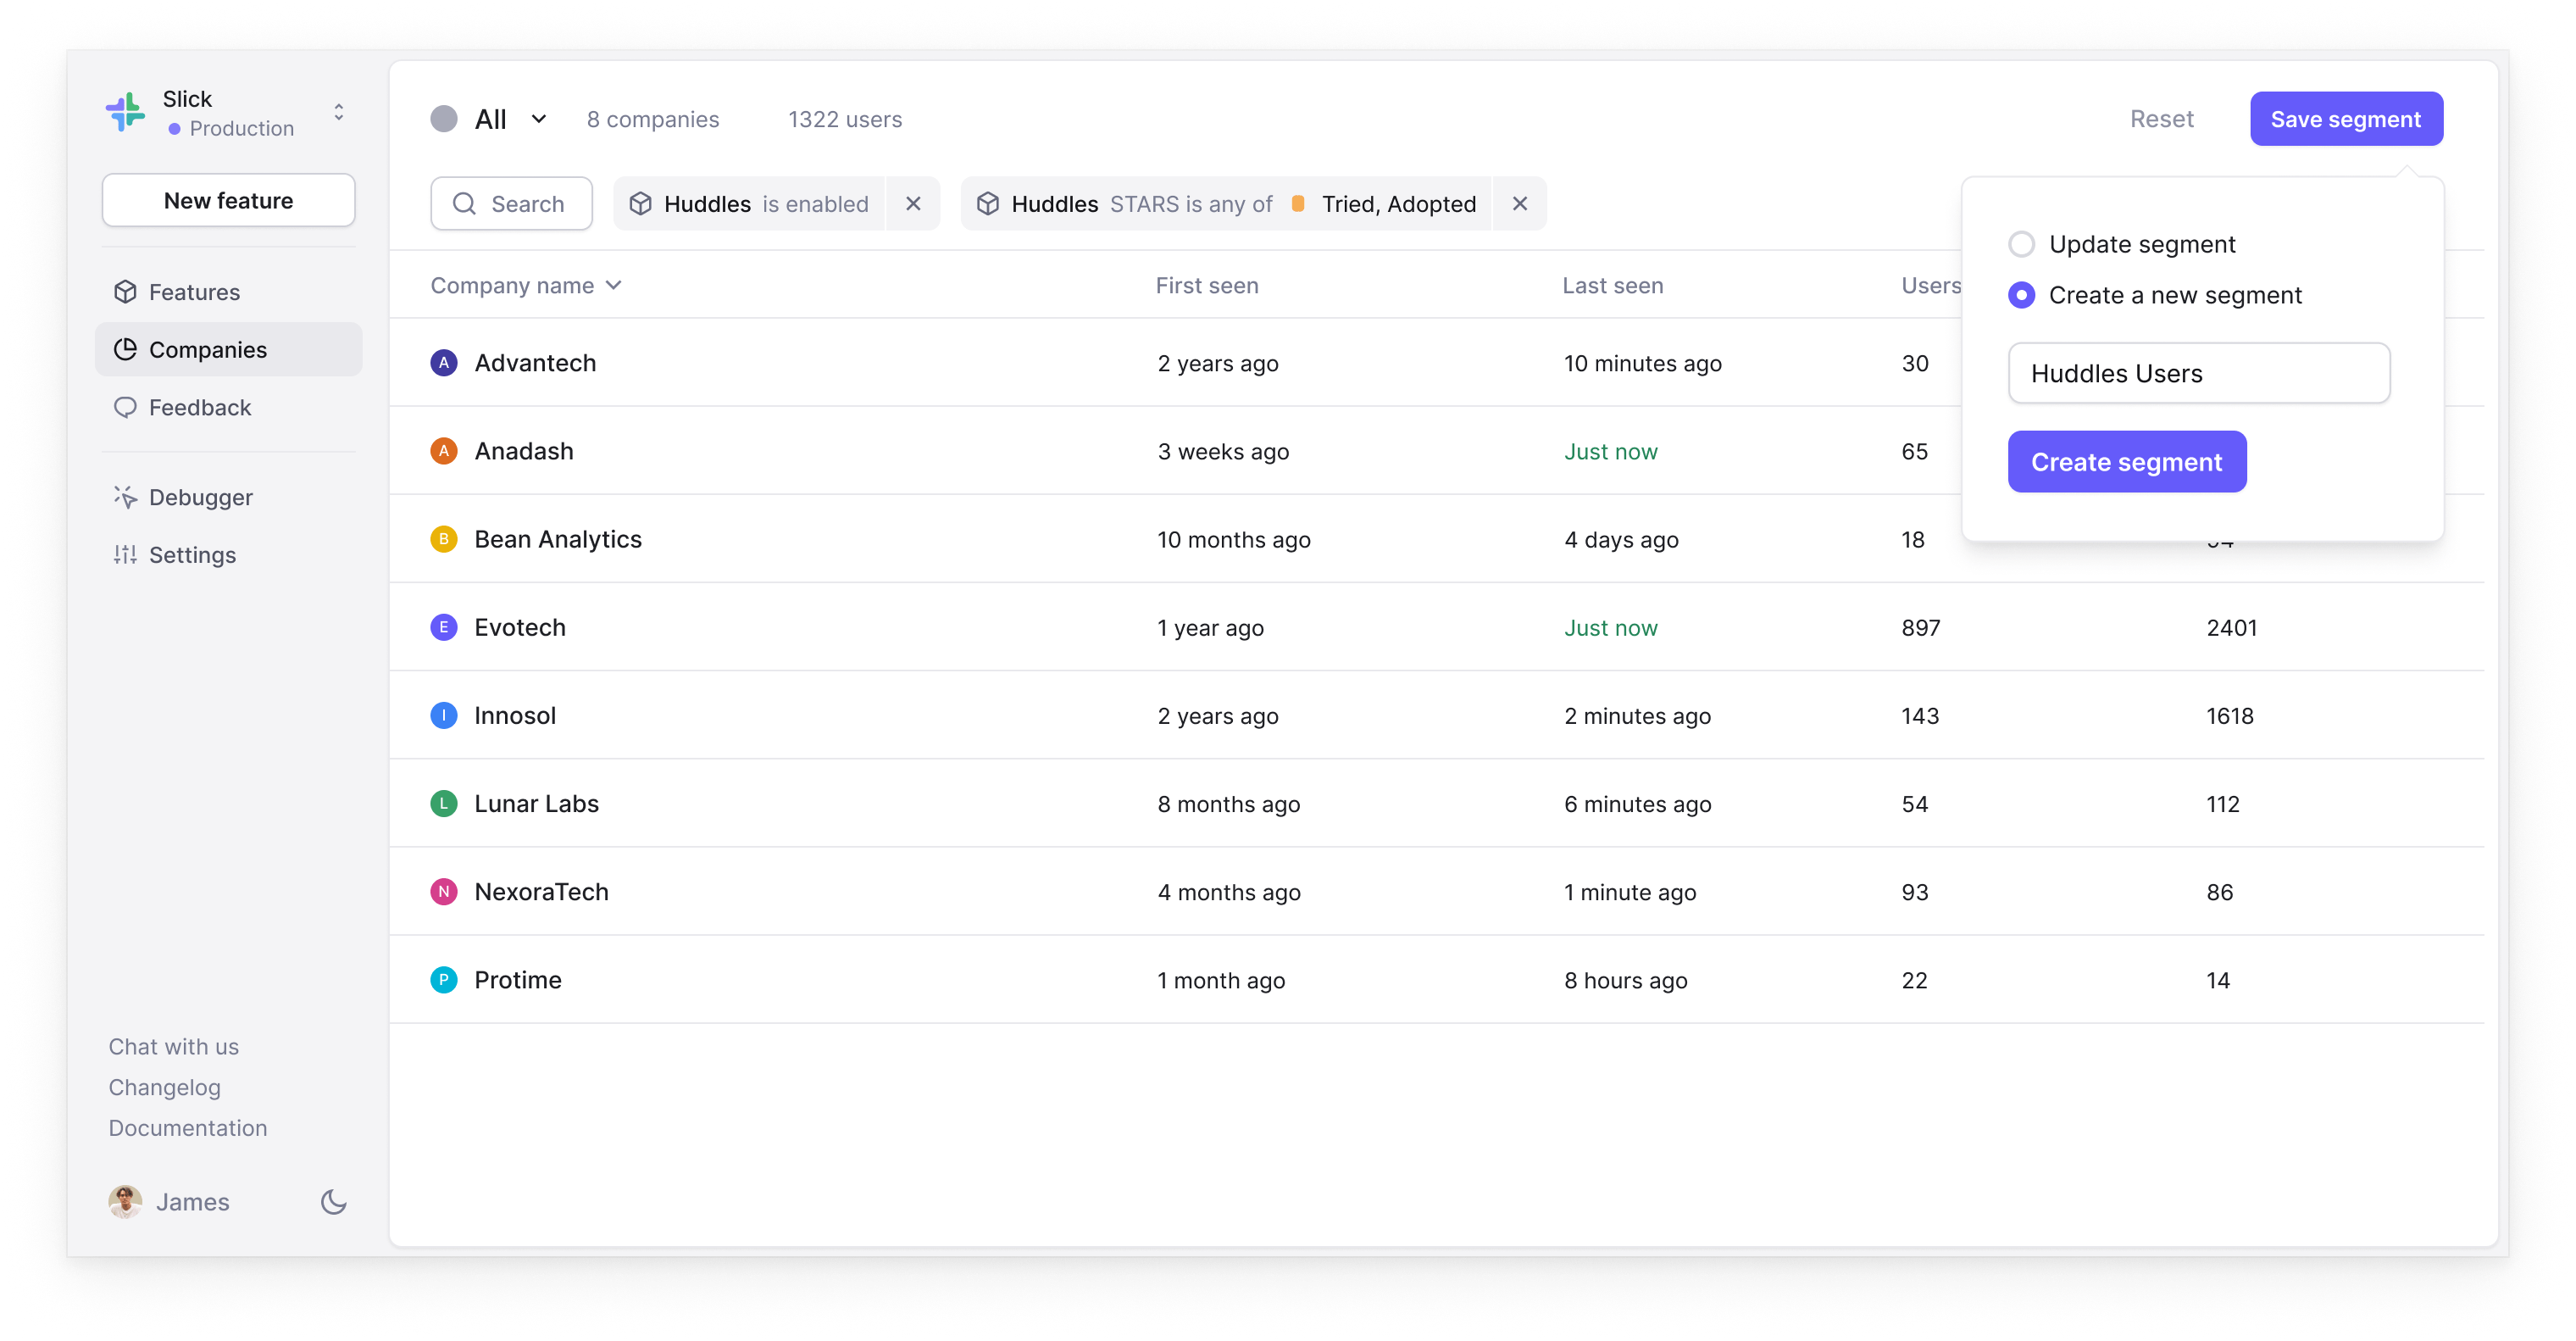 Slick
Production
New feature
Features
Companies
Feedback
Debugger
Settings
Chat with us
Changelog
Documentation
James
All 8 companies 1322 users Reset Save segment
Search Huddles is enabled Huddles STARS is any of Tried, Adopted
Update segment
Create a new segment
Huddles Users
Create segment
Company name First seen Last seen Users
A Advantech 2 years ago 10 minutes ago 30
A Anadash 3 weeks ago Just now 65
B Bean Analytics 10 months ago 4 days ago 18
E Evotech 1 year ago Just now 897 2401
I Innosol 2 years ago 2 minutes ago 143 1618
L Lunar Labs 8 months ago 6 minutes ago 54 112
N NexoraTech 4 months ago 1 minute ago 93 86
P Protime 1 month ago 8 hours ago 22 14